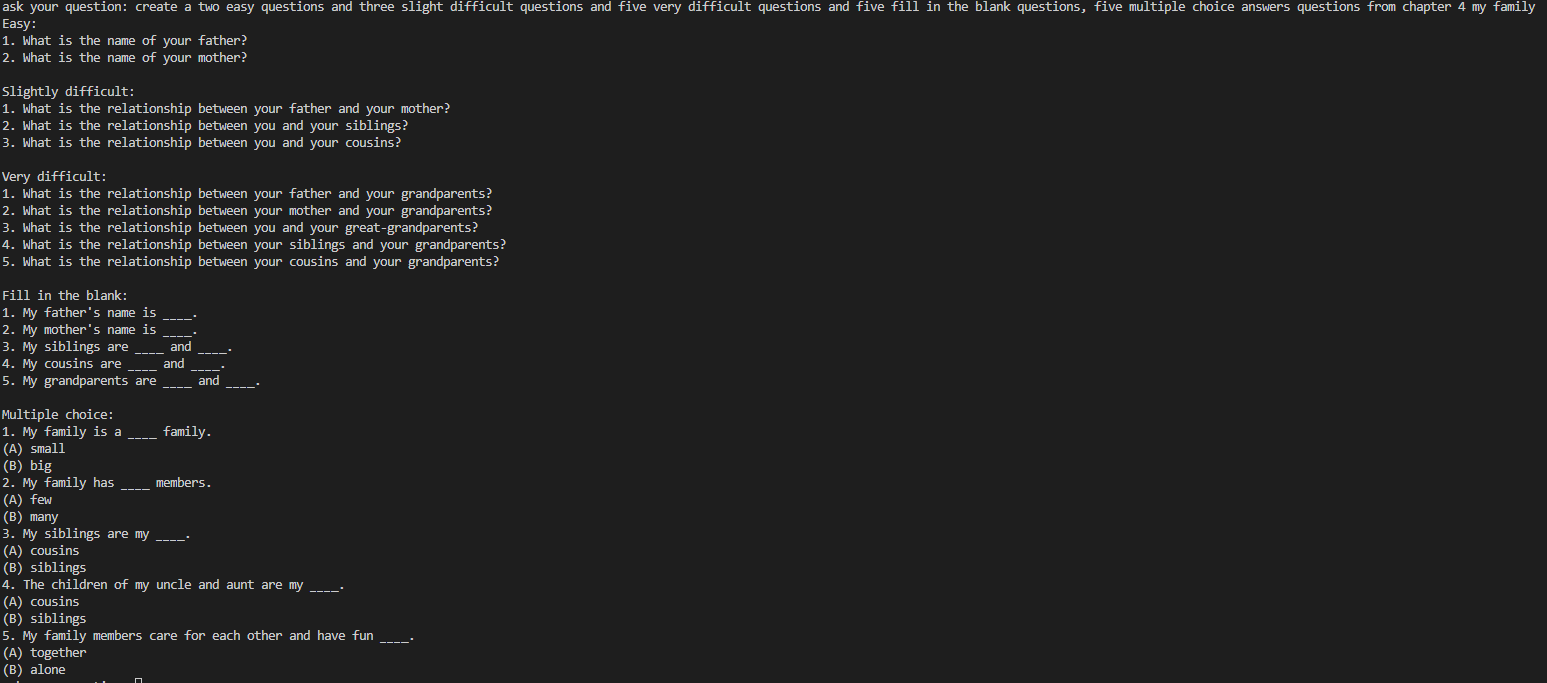 ask your question: create a two easy questions and three slight difficult questions and five very difficult questions and five fill in the blank questions, five multiple choice answers questions from chapter 4 my family
Easy:
1. What is the name of your father?
2. What is the name of your mother?
Slightly difficult:
1. What is the relationship between your father and your mother?
2. What is the relationship between you and your siblings?
3. What is the relationship between you and your cousins?
Very difficult:
1. What is the relationship between your father and your grandparents?
2. What is the relationship between your mother and your grandparents?
3. What is the relationship between you and your great-grandparents?
4. What is the relationship between your siblings and your grandparents?
5. What is the relationship between your cousins and your grandparents?
Fill in the blank:
1. My father's name is ____.
2. My mother's name is ____.
3. My siblings are ____ and ____.
4. My cousins are ____ and ____.
5. My grandparents are ____ and ____.
Multiple choice:
1. My family is a ____ family.
(A) small
(B) big
2. My family has ____ members.
(A) few
(B) many
3. My siblings are my ____.
(A) cousins
(B) siblings
4. The children of my uncle and aunt are my ____.
(A) cousins
(B) siblings
5. My family members care for each other and have fun ____.
(A) together
(B) alone